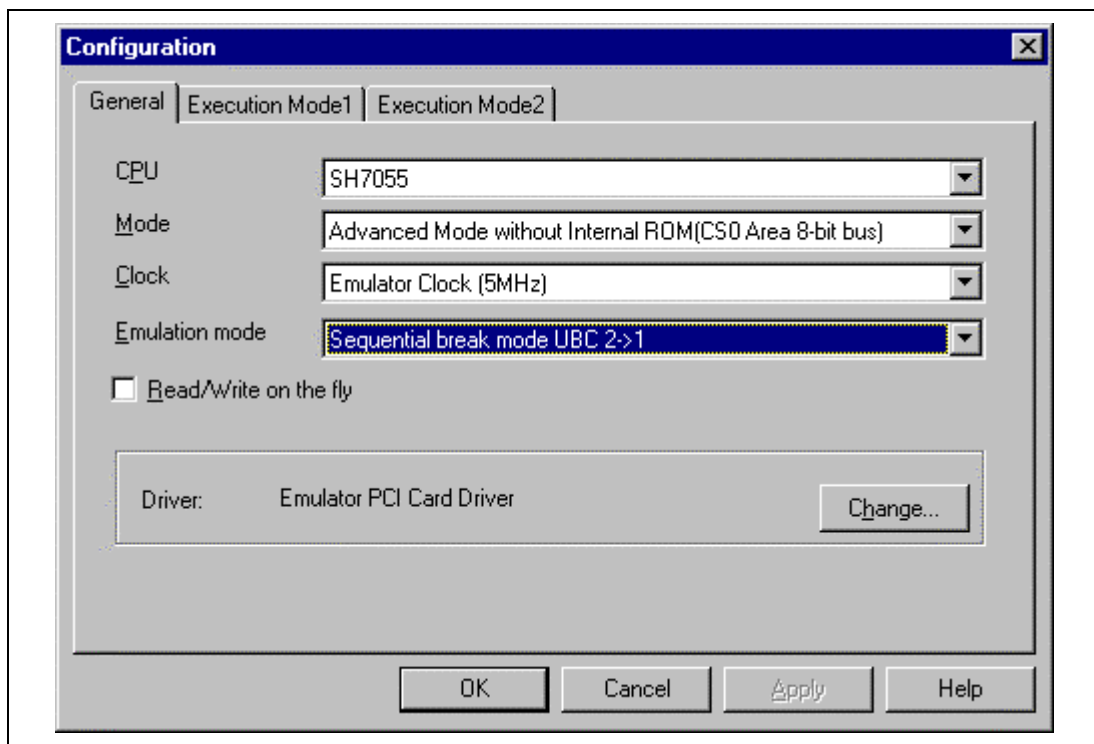 Configuration
General Execution Mode1 Execution Mode2
CPU SH7055
Mode Advanced Mode without Internal ROM(CS0 Area 8-bit bus)
Clock Emulator Clock (5MHz)
Emulation mode Sequential break mode UBC 2->1
Read/Write on the fly
Driver: Emulator PCI Card Driver Change...
OK Cancel Apply Help